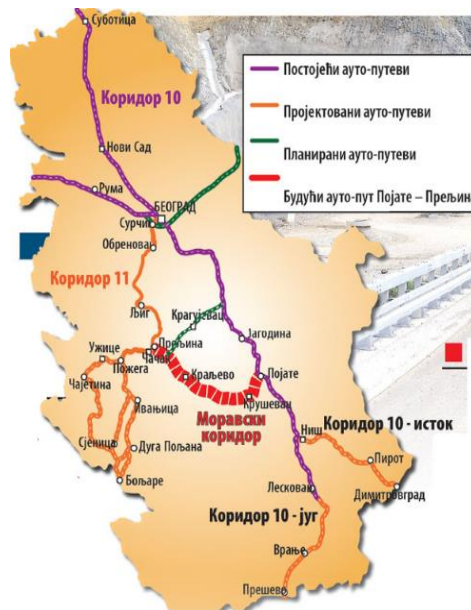 Суботица
Коридор 10
Постојећи ауто-путеви
Пројектовани ауто-путеви
Планирани ауто-путеви
Будући ауто-пут Појате – Прељина
Нови Сад
Рума
БЕОГРАД
Сурчин
Обреновац
Коридор 11
Љиг
Крагујевац
Јагодина
Ужице
Прељина
Чачак
Пожега
Чајетина
Краљево
Појате
Крушевац
Ивањица
Моравски
коридор
Коридор 10 - исток
Ниш
Сјеница
Дуга Пољана
Пирот
Бољаре
Лесковац
Димитровград
Коридор 10 - југ
Врање
Прешево